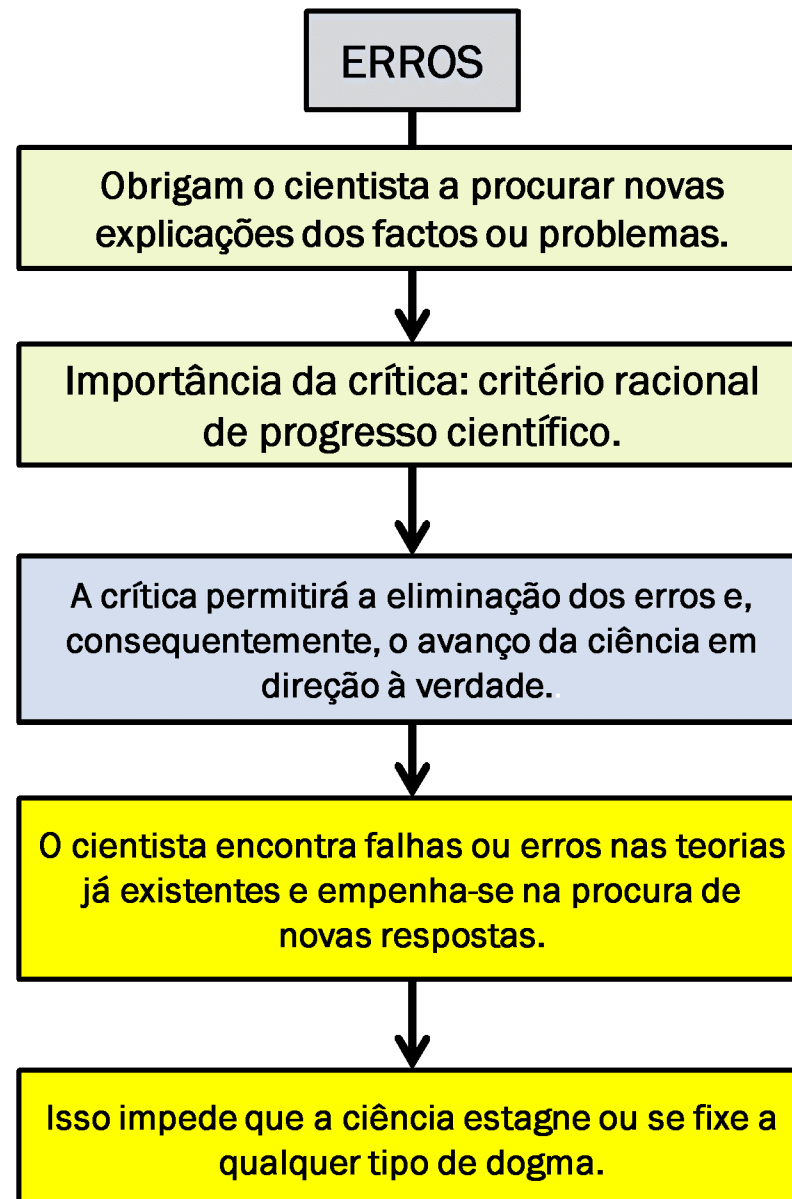 ERROS
Obrigam o cientista a procurar novas
explicações dos factos ou problemas.
Importância da crítica: critério racional
de progresso científico.
A crítica permitirá a eliminação dos erros e,
consequentemente, o avanço da ciência em
direção à verdade..
O cientista encontra falhas ou erros nas teorias
já existentes e empenha-se na procura de
novas respostas.
Isso impede que a ciência estagne ou se fixe a
qualquer tipo de dogma.